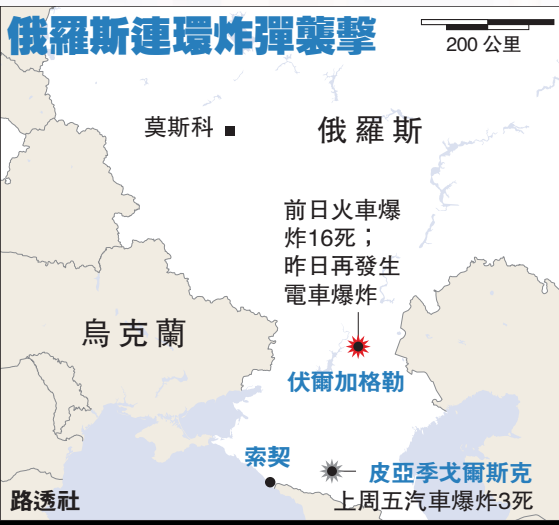 俄羅斯連環炸彈襲擊
200 公里
莫斯科
俄羅斯
前日火車爆
炸16死；
昨日再發生
電車爆炸
烏克蘭
伏爾加格勒
索契
皮亞季戈爾斯克
上周五汽車爆炸3死
路透社